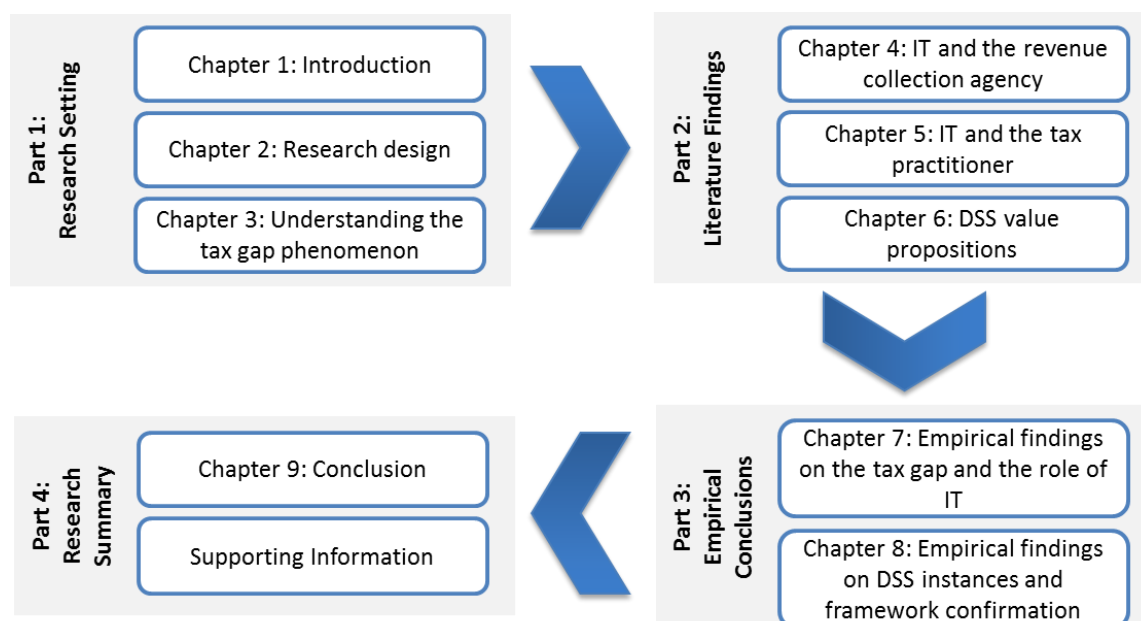 Part 1:
Research Setting
Chapter 1: Introduction
Chapter 2: Research design
Chapter 3: Understanding the
tax gap phenomenon
Part 2:
Literature Findings
Chapter 4: IT and the revenue
collection agency
Chapter 5: IT and the tax
practitioner
Chapter 6: DSS value
propositions
Part 3:
Empirical
Conclusions
Chapter 7: Empirical findings
on the tax gap and the role of
IT
Chapter 8: Empirical findings
on DSS instances and
framework confirmation
Part 4:
Research
Summary
Chapter 9: Conclusion
Supporting Information